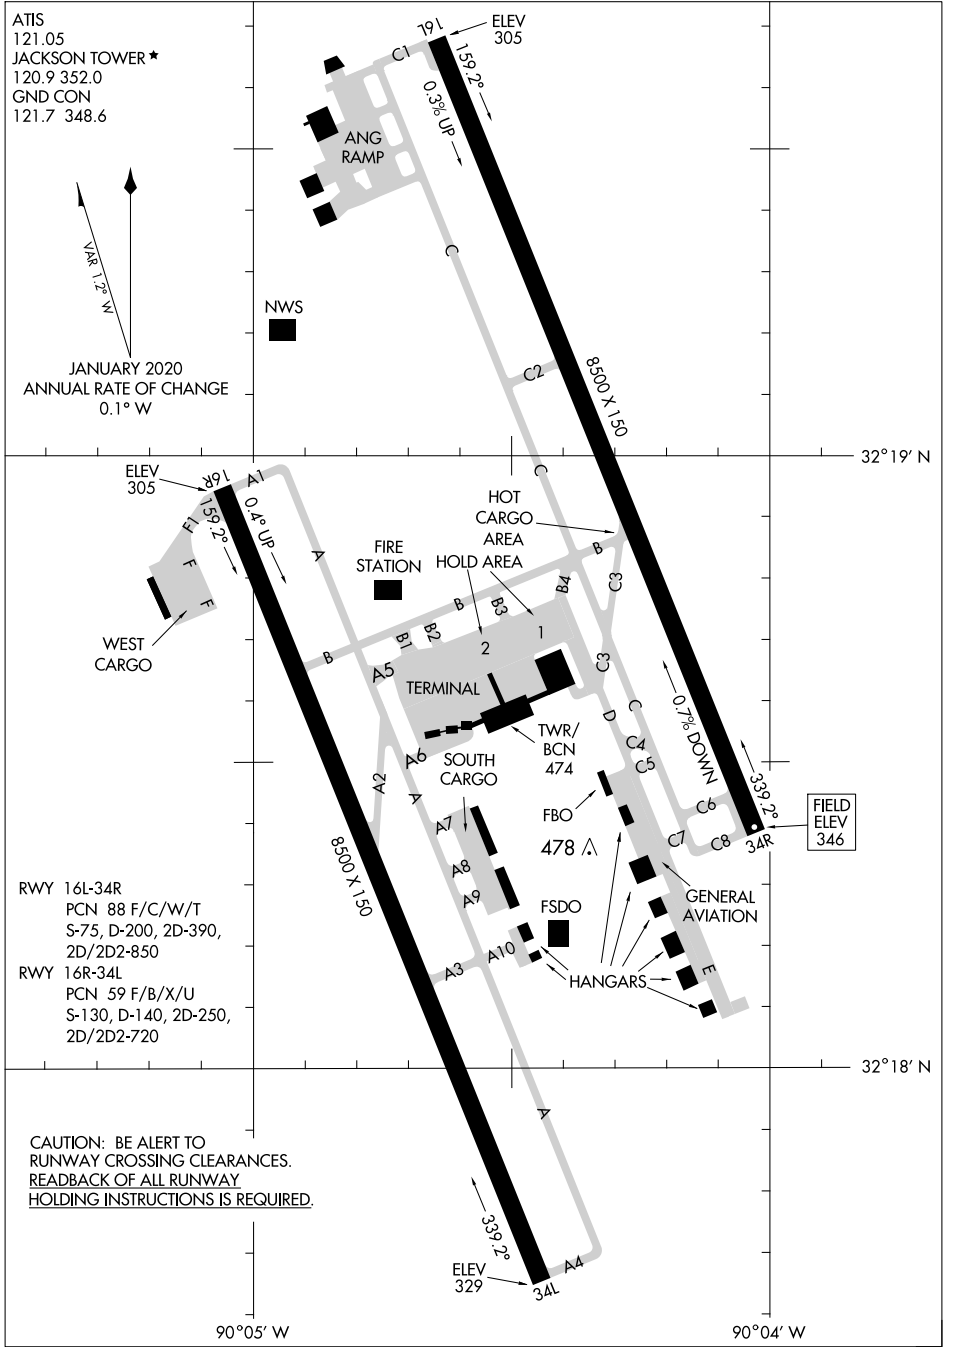 ATIS
121.05
JACKSON TOWER ★
120.9 352.0
GND CON
121.7 348.6
16L
ELEV
305
C1
159.2°
0.3% UP
ANG
RAMP
VAR 1.2° W
C
NWS
JANUARY 2020
ANNUAL RATE OF CHANGE
0.1° W
C2
8500 X 150
32°19' N
ELEV
305
16R
A1
C
159.2°
0.4° UP
F1
F
F
A
HOT
CARGO
AREA
FIRE
STATION
HOLD AREA
B
B4
C3
B
B3
B2
B1
1
2
WEST
CARGO
B
A5
C3
TERMINAL
D
C
0.7% DOWN
TWR/
BCN
474
C4
C5
A6
SOUTH
CARGO
A2
A
339.2°
C6
FIELD
ELEV
346
FBO
A7
C7
C8
34R
478
8500 X 150
A8
A9
GENERAL
AVIATION
FSDO
RWY 16L-34R
PCN 88 F/C/W/T
S-75, D-200, 2D-390,
2D/2D2-850
RWY 16R-34L
PCN 59 F/B/X/U
S-130, D-140, 2D-250,
2D/2D2-720
A10
A3
E
HANGARS
32°18' N
A
CAUTION: BE ALERT TO
RUNWAY CROSSING CLEARANCES.
READBACK OF ALL RUNWAY
HOLDING INSTRUCTIONS IS REQUIRED.
339.2°
A4
ELEV
329
34L
90°05' W
90°04' W